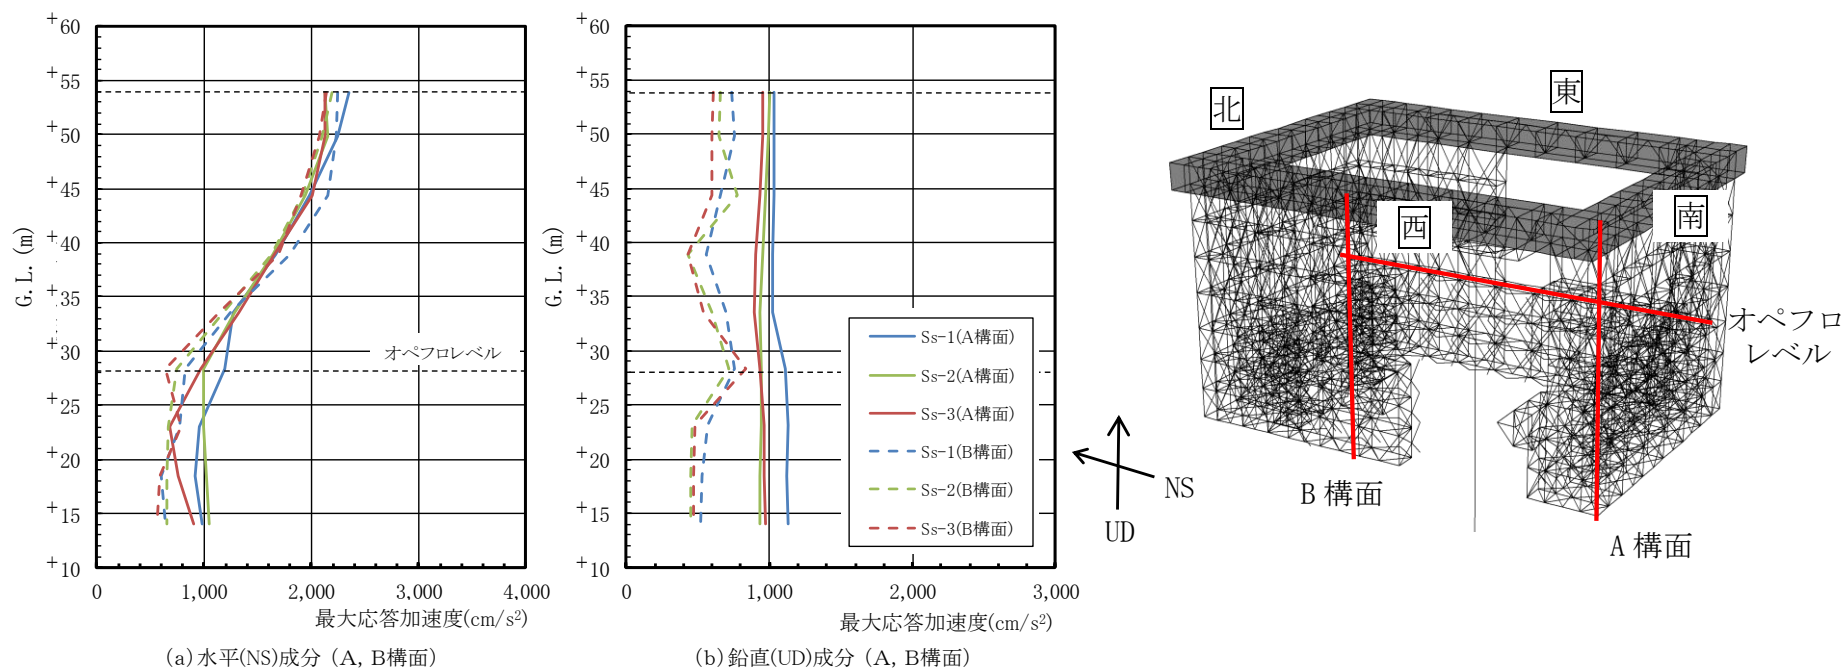 +60
+55
+50
+45
+40
+35
+30
+25
+20
+15
+10
G.L. (m)
オペフロレベル
0 1,000 2,000 3,000 4,000
最大応答加速度(cm/s²)
(a) 水平(NS)成分 (A, B構面)
+60
+55
+50
+45
+40
+35
+30
+25
+20
+15
+10
G.L. (m)
Ss-1(A構面)
Ss-2(A構面)
Ss-3(A構面)
Ss-1(B構面)
Ss-2(B構面)
Ss-3(B構面)
0 1,000 2,000 3,000
最大応答加速度(cm/s²)
(b) 鉛直(UD)成分 (A, B構面)
北
東
西
南
オペフロ
レベル
NS
UD
B 構面
A 構面